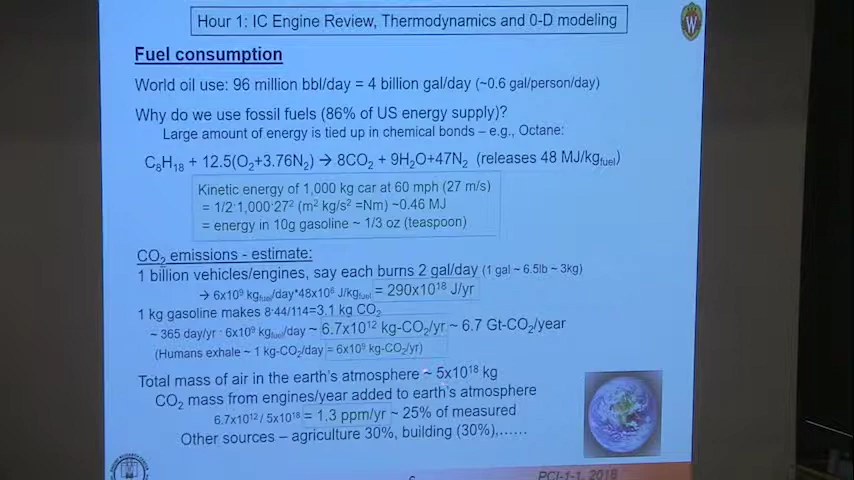 Hour 1: IC Engine Review, Thermodynamics and 0-D modeling
W
Fuel consumption
World oil use: 96 million bbl/day = 4 billion gal/day (~0.6 gal/person/day)
Why do we use fossil fuels (86% of US energy supply)?
Large amount of energy is tied up in chemical bonds – e.g., Octane:
C₈H₁₈ + 12.5(O₂+3.76N₂) → 8CO₂ + 9H₂O+47N₂ (releases 48 MJ/kg_fuel)
Kinetic energy of 1,000 kg car at 60 mph (27 m/s)
= 1/2·1,000·27² (m² kg/s² =Nm) ~0.46 MJ
= energy in 10g gasoline ~ 1/3 oz (teaspoon)
CO₂ emissions - estimate:
1 billion vehicles/engines, say each burns 2 gal/day (1 gal ~ 6.5lb ~ 3kg)
→ 6x10⁹ kg_fuel/day*48x10⁶ J/kg_fuel = 290x10¹⁸ J/yr
1 kg gasoline makes 8·44/114=3.1 kg CO₂
~ 365 day/yr · 6x10⁹ kg_fuel/day ~ 6.7x10¹² kg-CO₂/yr ~ 6.7 Gt-CO₂/year
(Humans exhale ~ 1 kg-CO₂/day = 6x10⁹ kg-CO₂/yr)
Total mass of air in the earth's atmosphere ~ 5x10¹⁸ kg
CO₂ mass from engines/year added to earth's atmosphere
6.7x10¹² / 5x10¹⁸ = 1.3 ppm/yr ~ 25% of measured
Other sources – agriculture 30%, building (30%),......
6 PCI-1-1, 2018